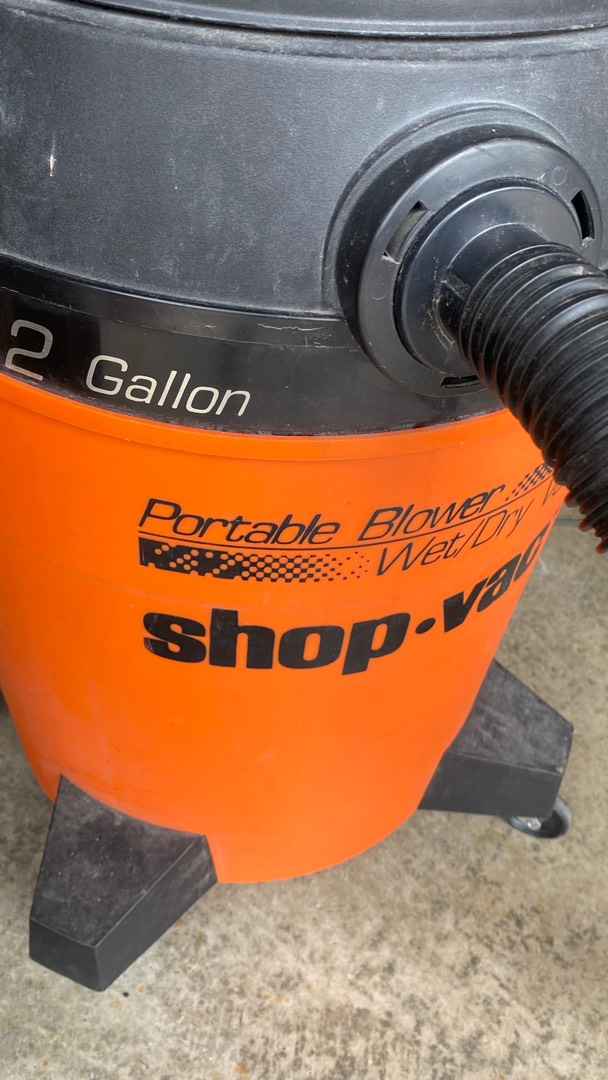 2 Gallon
Portable Blower
Wet/Dry
shop·vac